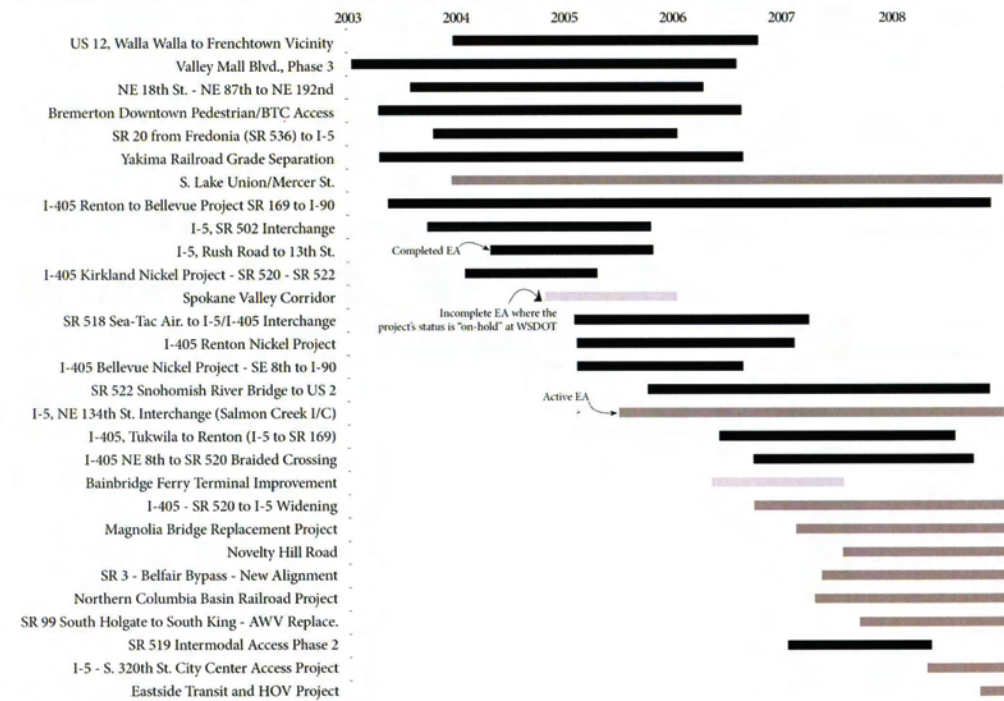 2003 2004 2005 2006 2007 2008
US 12, Walla Walla to Frenchtown Vicinity
Valley Mall Blvd., Phase 3
NE 18th St. - NE 87th to NE 192nd
Bremerton Downtown Pedestrian/BTC Access
SR 20 from Fredonia (SR 536) to I-5
Yakima Railroad Grade Separation
S. Lake Union/Mercer St.
I-405 Renton to Bellevue Project SR 169 to I-90
I-5, SR 502 Interchange
I-5, Rush Road to 13th St.
Completed EA
I-405 Kirkland Nickel Project - SR 520 - SR 522
Spokane Valley Corridor
Incomplete EA where the
project's status is "on-hold" at WSDOT
SR 518 Sea-Tac Air. to I-5/I-405 Interchange
I-405 Renton Nickel Project
I-405 Bellevue Nickel Project - SE 8th to I-90
SR 522 Snohomish River Bridge to US 2
Active EA
I-5, NE 134th St. Interchange (Salmon Creek I/C)
I-405, Tukwila to Renton (I-5 to SR 169)
I-405 NE 8th to SR 520 Braided Crossing
Bainbridge Ferry Terminal Improvement
I-405 - SR 520 to I-5 Widening
Magnolia Bridge Replacement Project
Novelty Hill Road
SR 3 - Belfair Bypass - New Alignment
Northern Columbia Basin Railroad Project
SR 99 South Holgate to South King - AWV Replace.
SR 519 Intermodal Access Phase 2
I-5 - S. 320th St. City Center Access Project
Eastside Transit and HOV Project